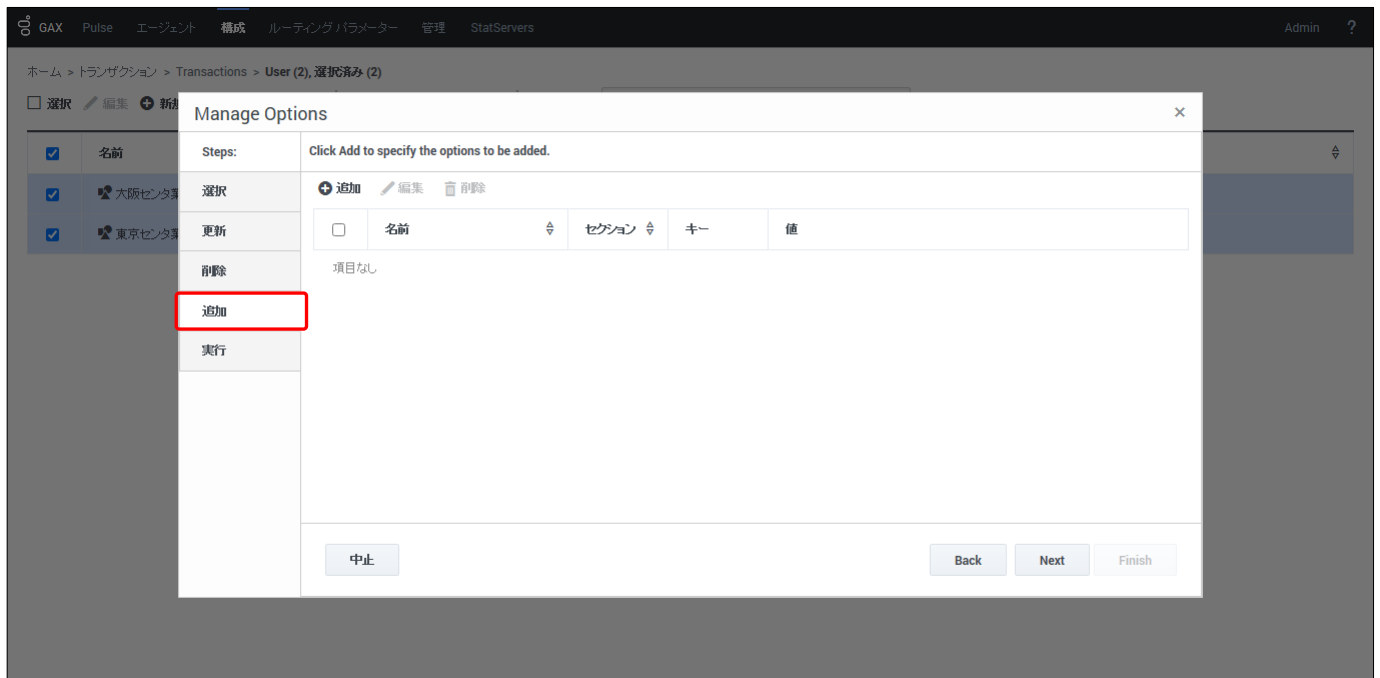 GAX Pulse エージェント 構成 ルーティング パラメーター 管理 StatServers Admin ?
ホーム > トランザクション > Transactions > User (2), 選択済み (2)
選択 編集 新規
Manage Options ×
名前
Steps:
Click Add to specify the options to be added.
大阪センタ業
東京センタ業
選択
更新
削除
追加
実行
追加 編集 削除
名前 セクション キー 値
項目なし
中止 Back Next Finish